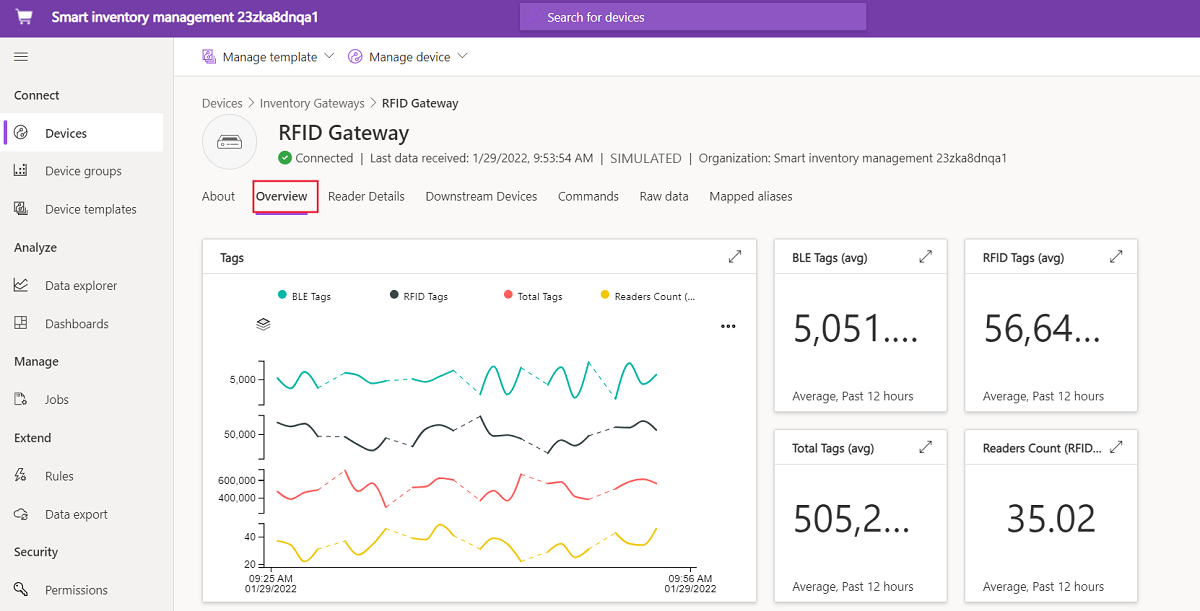 Smart inventory management 23zka8dnqa1
Search for devices
Manage template
Manage device
Connect
Devices
Device groups
Device templates
Analyze
Data explorer
Dashboards
Manage
Jobs
Extend
Rules
Data export
Security
Permissions
Devices > Inventory Gateways > RFID Gateway
RFID Gateway
Connected | Last data received: 1/29/2022, 9:53:54 AM | SIMULATED | Organization: Smart inventory management 23zka8dnqa1
About Overview Reader Details Downstream Devices Commands Raw data Mapped aliases
Tags
BLE Tags RFID Tags Total Tags Readers Count (...
5,000
50,000
600,000
400,000
40
20
09:25 AM 09:56 AM
01/29/2022 01/29/2022
BLE Tags (avg)
5,051....
Average, Past 12 hours
RFID Tags (avg)
56,64...
Average, Past 12 hours
Total Tags (avg)
505,2...
Average, Past 12 hours
Readers Count (RFID...
35.02
Average, Past 12 hours